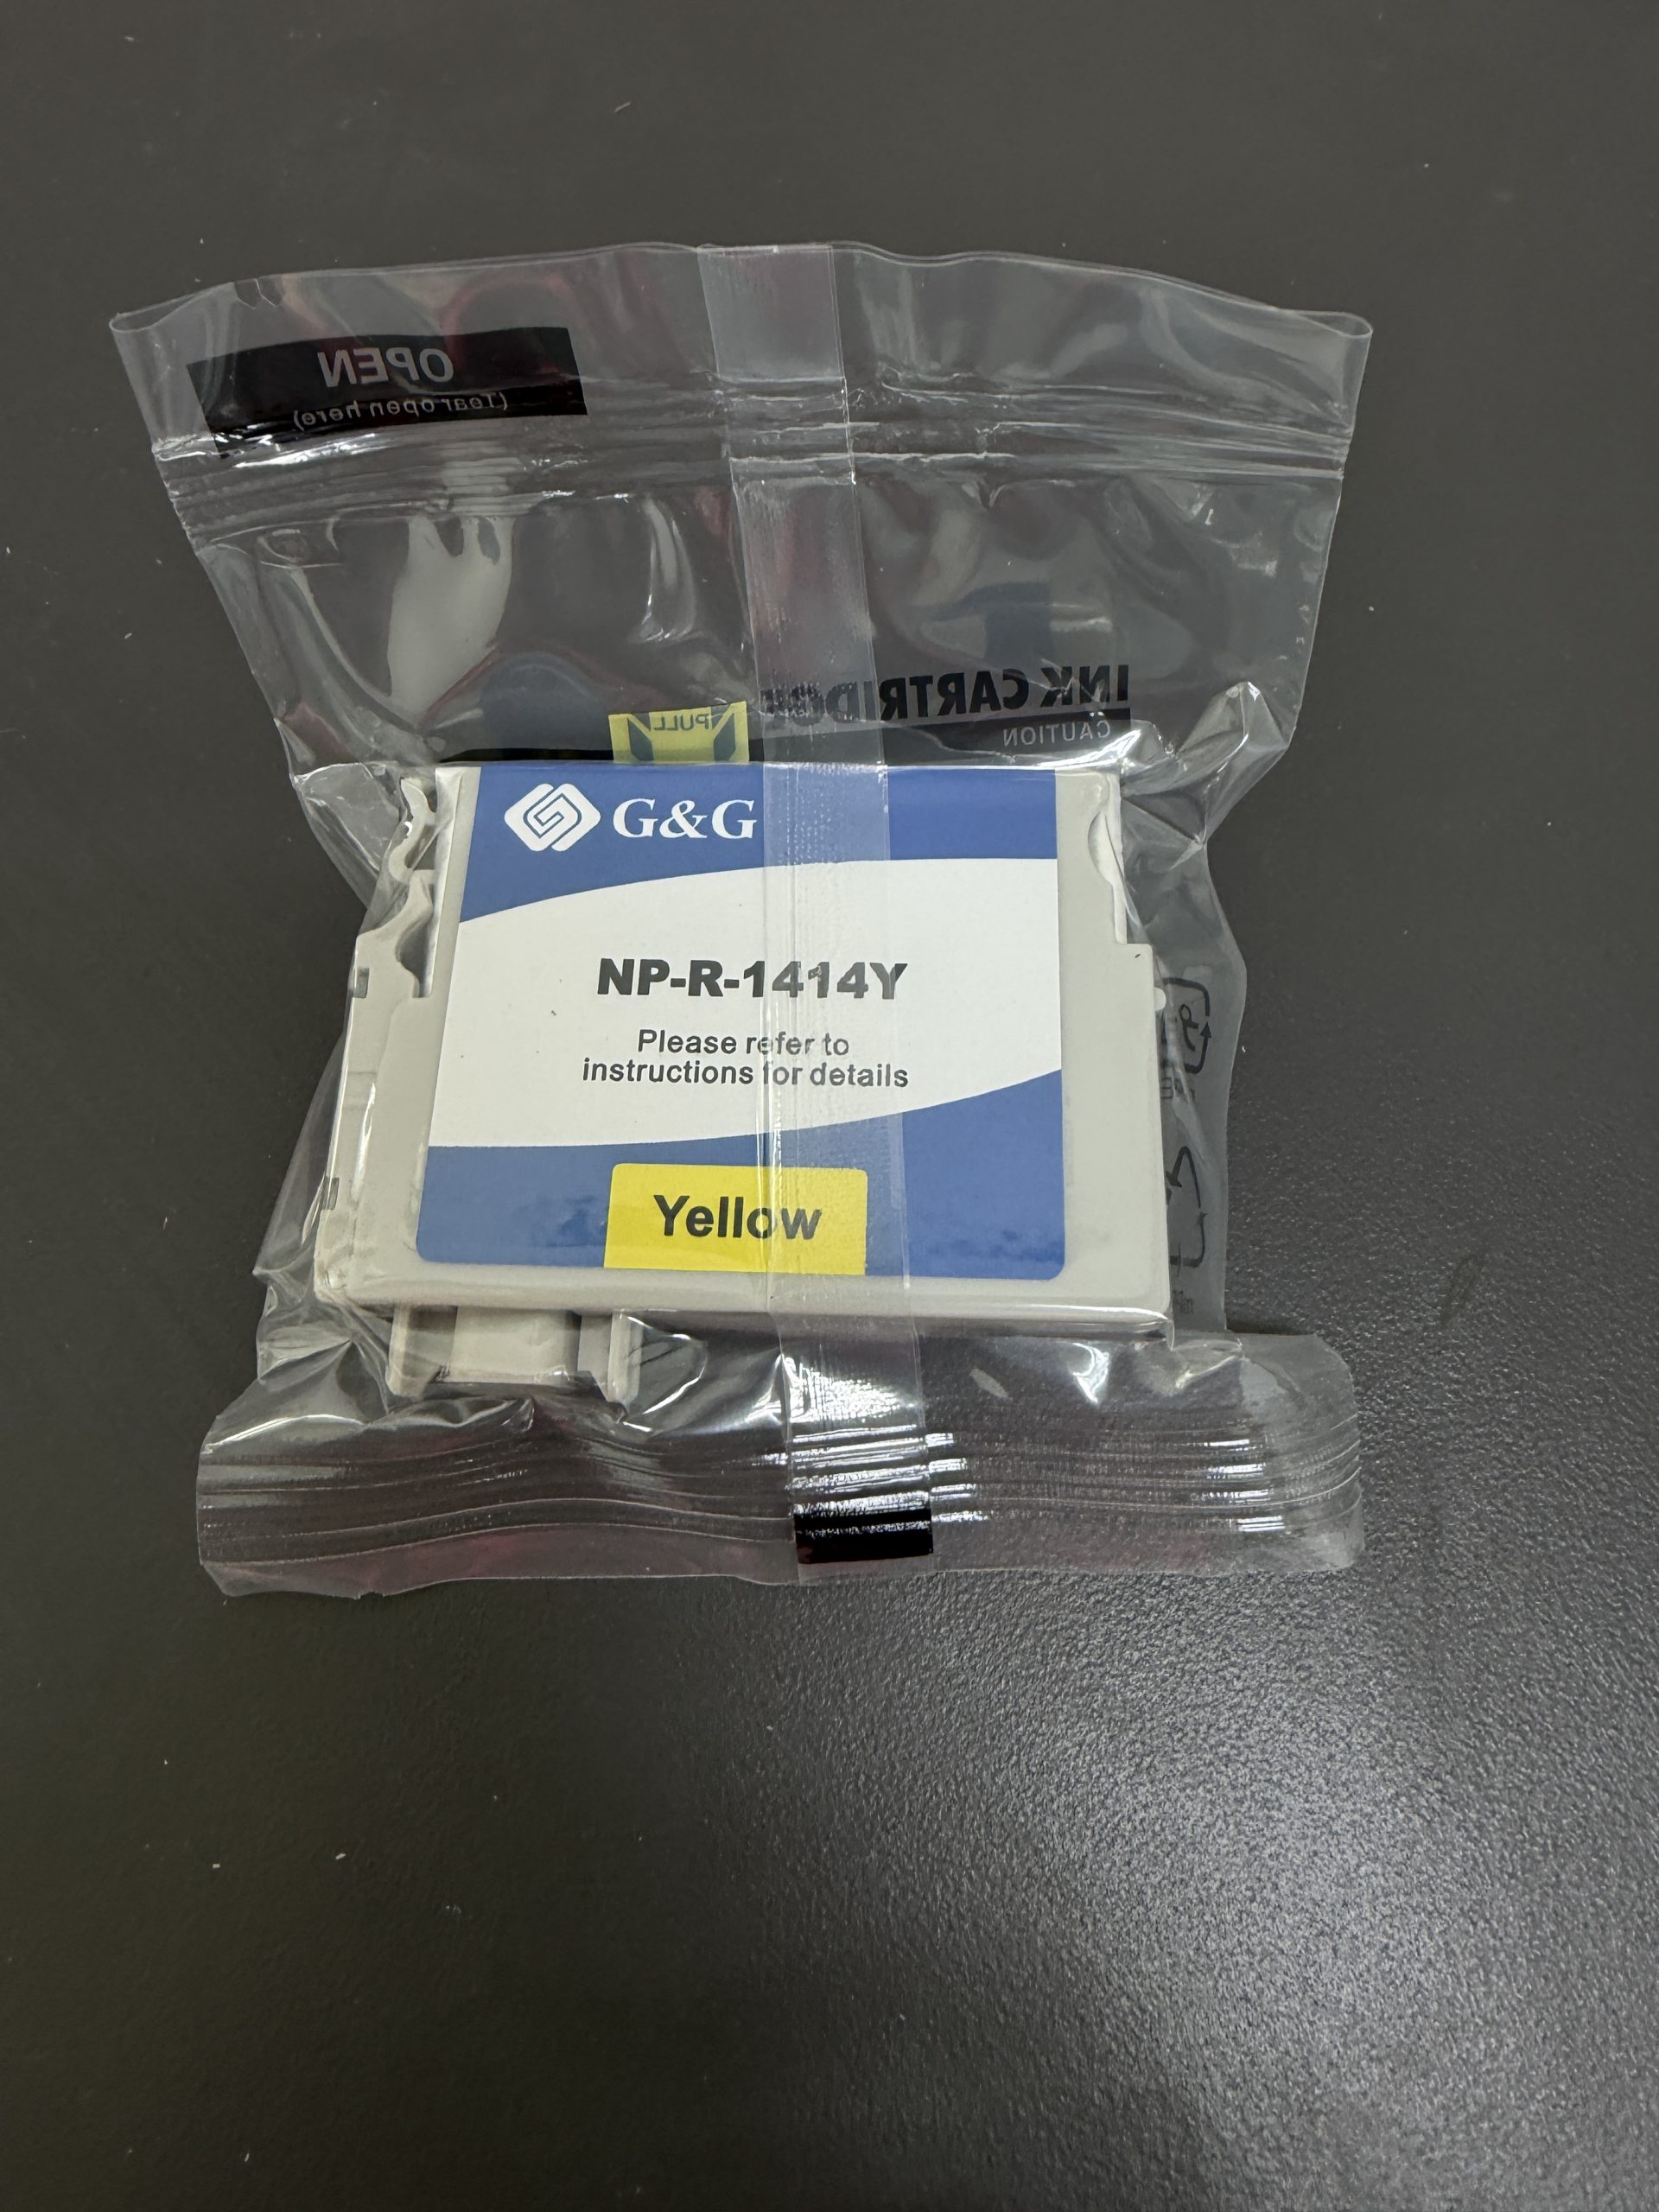 OPEN
(Tear open here)
INK CARTRIDGE
CAUTION
PULL
G&G
NP-R-1414Y
Please refer to
instructions for details
Yellow